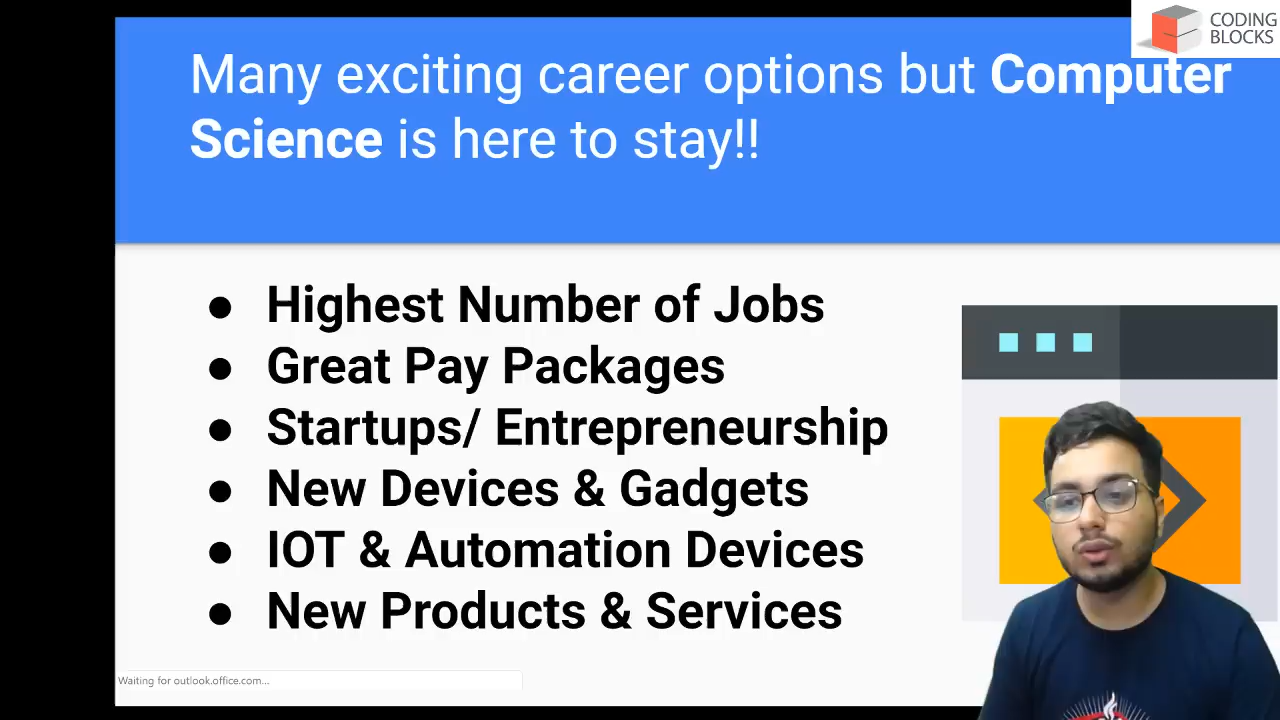 CODING
BLOCKS
Many exciting career options but Computer
Science is here to stay!!
● Highest Number of Jobs
● Great Pay Packages
● Startups/ Entrepreneurship
● New Devices & Gadgets
● IOT & Automation Devices
● New Products & Services
Waiting for outlook.office.com...